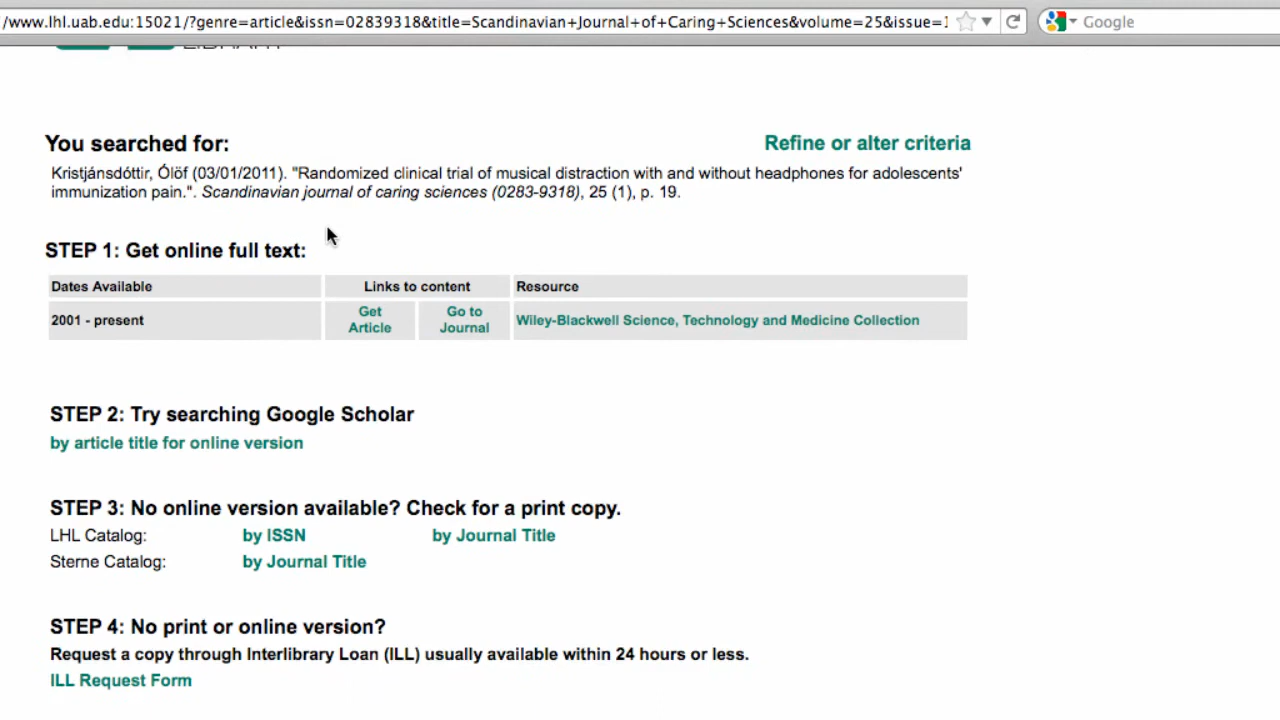 /www.lhl.uab.edu:15021/?genre=article&issn=02839318&title=Scandinavian+Journal+of+Caring+Sciences&volume=25&issue=1
Google
You searched for:
Refine or alter criteria
Kristjánsdóttir, Ólöf (03/01/2011). "Randomized clinical trial of musical distraction with and without headphones for adolescents'
immunization pain.". Scandinavian journal of caring sciences (0283-9318), 25 (1), p. 19.
STEP 1: Get online full text:
Dates Available Links to content Resource
2001 - present
Get
Article
Go to
Journal
Wiley-Blackwell Science, Technology and Medicine Collection
STEP 2: Try searching Google Scholar
by article title for online version
STEP 3: No online version available? Check for a print copy.
LHL Catalog: by ISSN by Journal Title
Sterne Catalog: by Journal Title
STEP 4: No print or online version?
Request a copy through Interlibrary Loan (ILL) usually available within 24 hours or less.
ILL Request Form